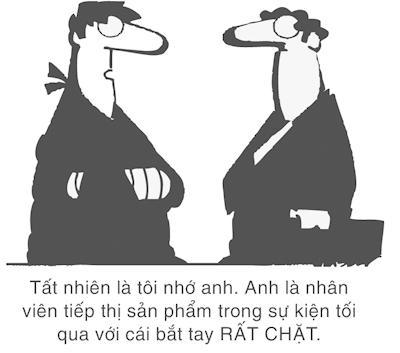 Tất nhiên là tôi nhớ anh. Anh là nhân
viên tiếp thị sản phẩm trong sự kiện tối
qua với cái bắt tay RẤT CHẶT.